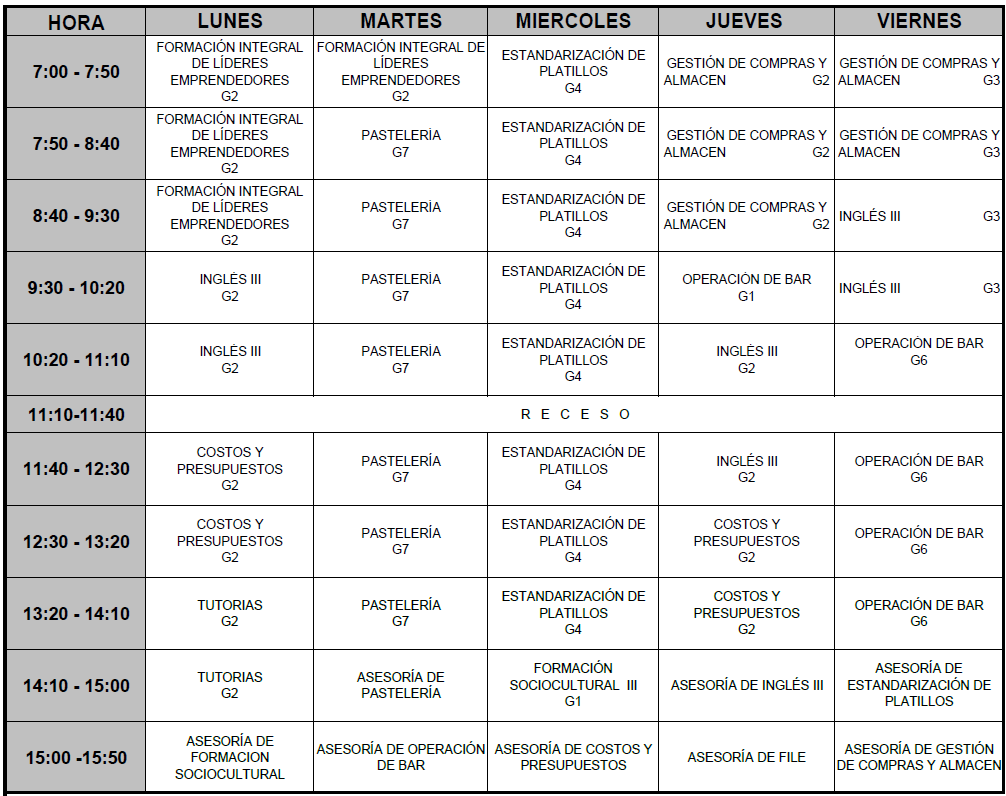 HORA LUNES MARTES MIERCOLES JUEVES VIERNES
7:00 - 7:50
FORMACIÓN INTEGRAL
DE LÍDERES
EMPRENDEDORES
G2
FORMACIÓN INTEGRAL DE
LÍDERES
EMPRENDEDORES
G2
ESTANDARIZACIÓN DE
PLATILLOS
G4
GESTIÓN DE COMPRAS Y
ALMACEN G2
GESTIÓN DE COMPRAS Y
ALMACEN G3
7:50 - 8:40
FORMACIÓN INTEGRAL
DE LÍDERES
EMPRENDEDORES
G2
PASTELERÍA
G7
ESTANDARIZACIÓN DE
PLATILLOS
G4
GESTIÓN DE COMPRAS Y
ALMACEN G2
GESTIÓN DE COMPRAS Y
ALMACEN G3
8:40 - 9:30
FORMACIÓN INTEGRAL
DE LÍDERES
EMPRENDEDORES
G2
PASTELERÍA
G7
ESTANDARIZACIÓN DE
PLATILLOS
G4
GESTIÓN DE COMPRAS Y
ALMACEN G2
INGLÉS III G3
9:30 - 10:20
INGLÉS III
G2
PASTELERÍA
G7
ESTANDARIZACIÓN DE
PLATILLOS
G4
OPERACIÓN DE BAR
G1
INGLÉS III G3
10:20 - 11:10
INGLÉS III
G2
PASTELERÍA
G7
ESTANDARIZACIÓN DE
PLATILLOS
G4
INGLÉS III
G2
OPERACIÓN DE BAR
G6
11:10-11:40
R E C E S O
11:40 - 12:30
COSTOS Y
PRESUPUESTOS
G2
PASTELERÍA
G7
ESTANDARIZACIÓN DE
PLATILLOS
G4
INGLÉS III
G2
OPERACIÓN DE BAR
G6
12:30 - 13:20
COSTOS Y
PRESUPUESTOS
G2
PASTELERÍA
G7
ESTANDARIZACIÓN DE
PLATILLOS
G4
COSTOS Y
PRESUPUESTOS
G2
OPERACIÓN DE BAR
G6
13:20 - 14:10
TUTORIAS
G2
PASTELERÍA
G7
ESTANDARIZACIÓN DE
PLATILLOS
G4
COSTOS Y
PRESUPUESTOS
G2
OPERACIÓN DE BAR
G6
14:10 - 15:00
TUTORIAS
G2
ASESORÍA DE
PASTELERÍA
FORMACIÓN
SOCIOCULTURAL III
G1
ASESORÍA DE INGLÉS III
ASESORÍA DE
ESTANDARIZACIÓN DE
PLATILLOS
15:00 -15:50
ASESORÍA DE
FORMACION
SOCIOCULTURAL
ASESORÍA DE OPERACIÓN
DE BAR
ASESORÍA DE COSTOS Y
PRESUPUESTOS
ASESORÍA DE FILE
ASESORÍA DE GESTIÓN
DE COMPRAS Y ALMACEN